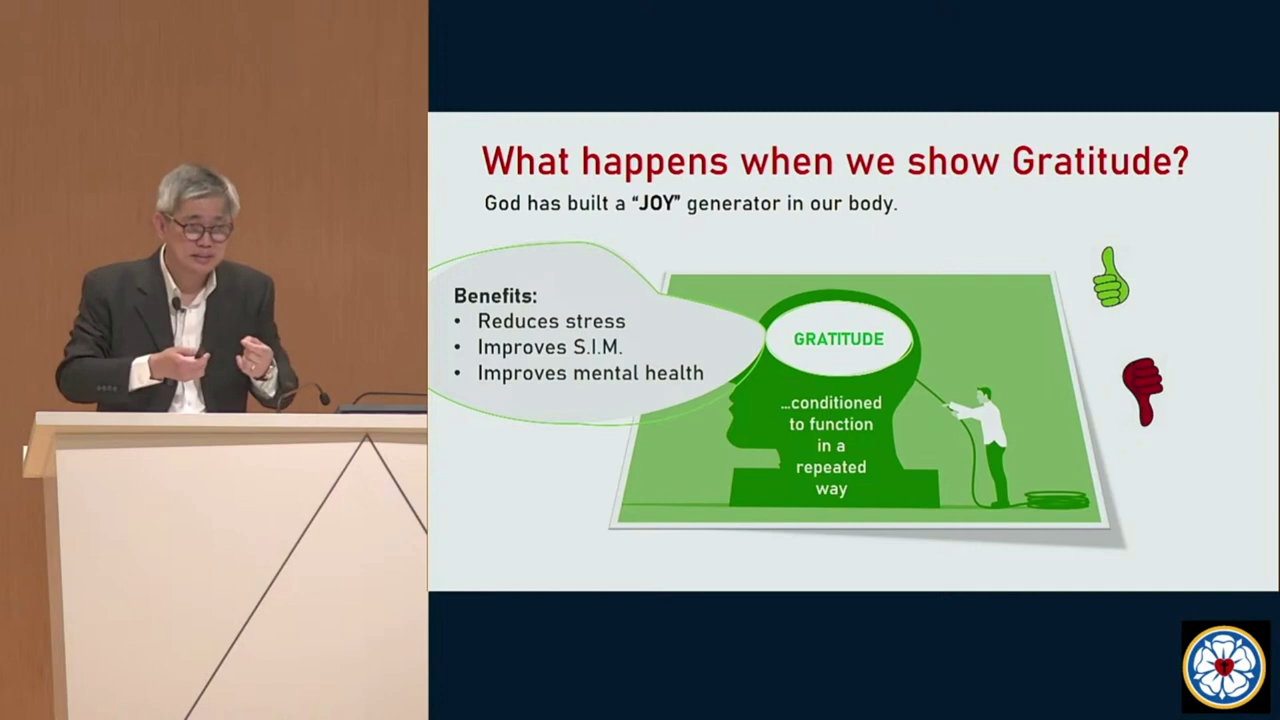 What happens when we show Gratitude?
God has built a “JOY” generator in our body.
Benefits:
• Reduces stress
• Improves S.I.M.
• Improves mental health
GRATITUDE
...conditioned
to function
in a
repeated
way